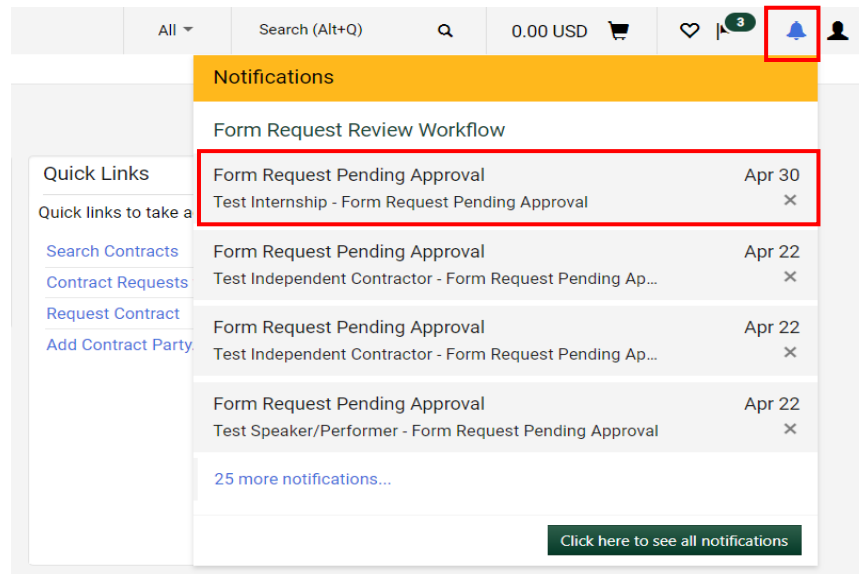 All
Search (Alt+Q)
0.00 USD
3
Notifications
Form Request Review Workflow
Quick Links
Quick links to take a
Search Contracts
Contract Requests
Request Contract
Add Contract Party
Form Request Pending Approval
Apr 30
Test Internship - Form Request Pending Approval
Form Request Pending Approval
Apr 22
Test Independent Contractor - Form Request Pending Ap...
Form Request Pending Approval
Apr 22
Test Independent Contractor - Form Request Pending Ap...
Form Request Pending Approval
Apr 22
Test Speaker/Performer - Form Request Pending Approval
25 more notifications...
Click here to see all notifications